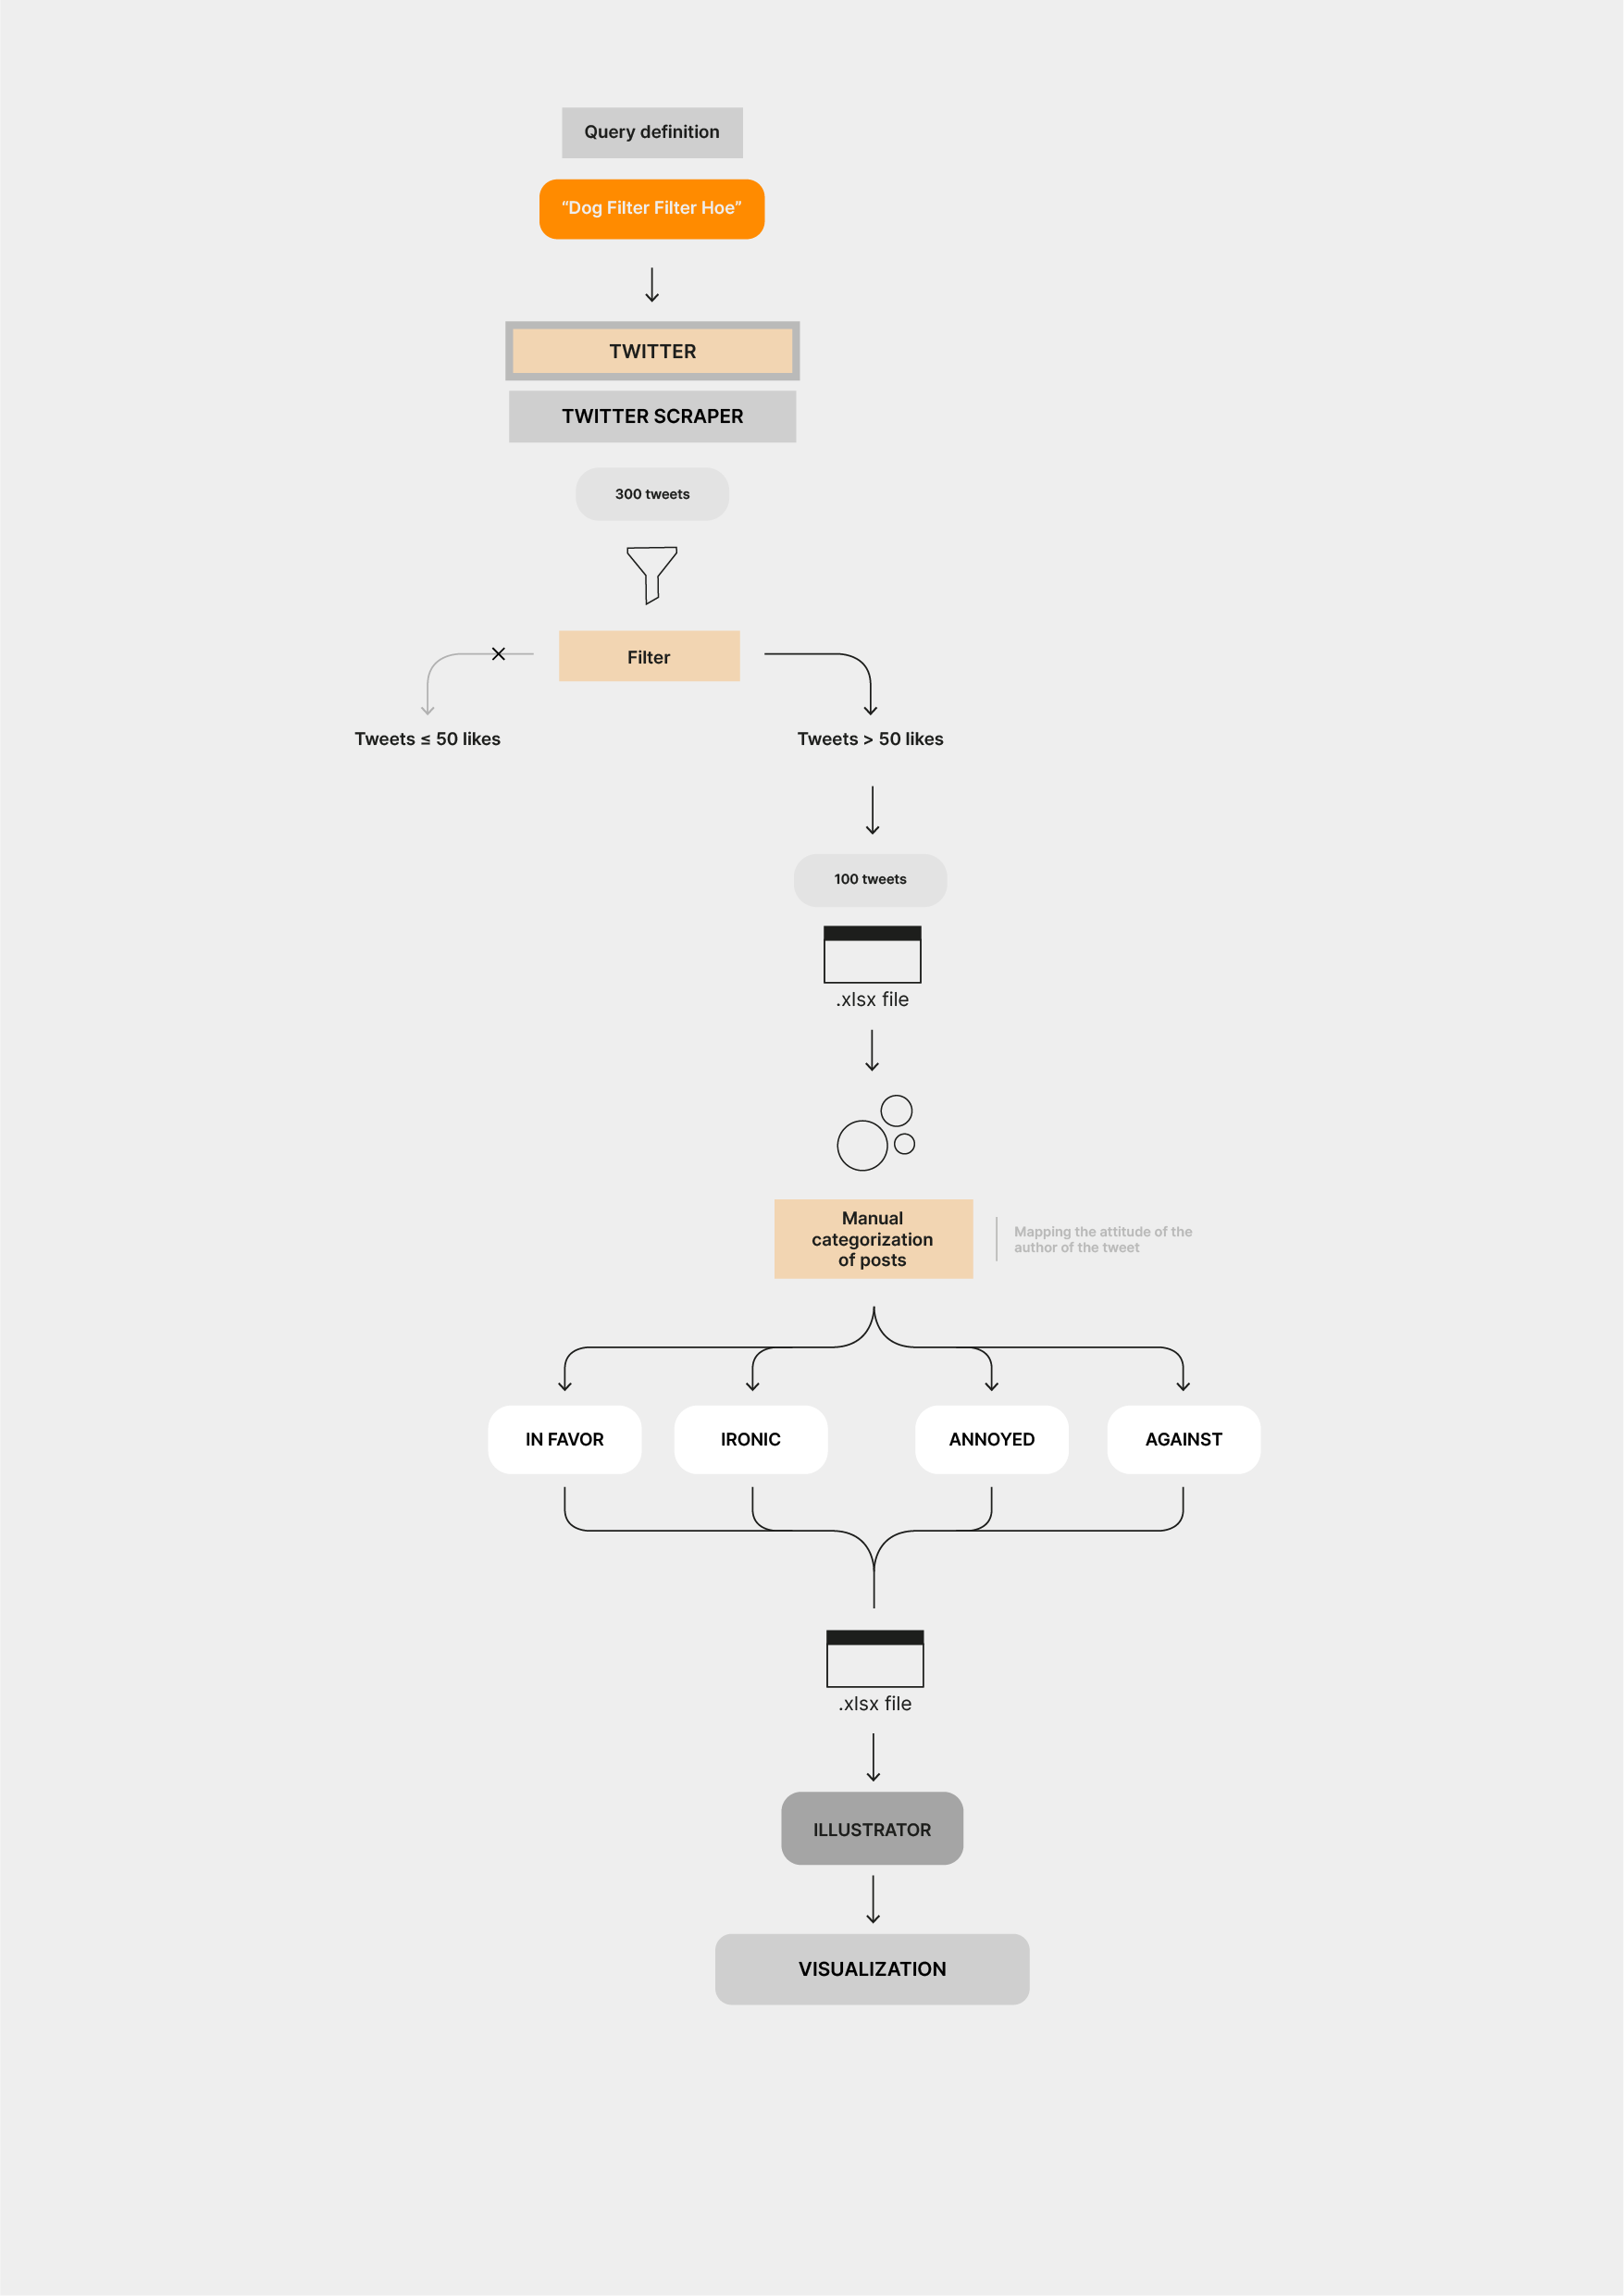 Query definition
“Dog Filter Filter Hoe”
TWITTER
TWITTER SCRAPER
300 tweets
Filter
Tweets ≤ 50 likes
Tweets > 50 likes
100 tweets
.xlsx file
Manual
categorization
of posts
Mapping the attitude of the
author of the tweet
IN FAVOR
IRONIC
ANNOYED
AGAINST
.xlsx file
ILLUSTRATOR
VISUALIZATION